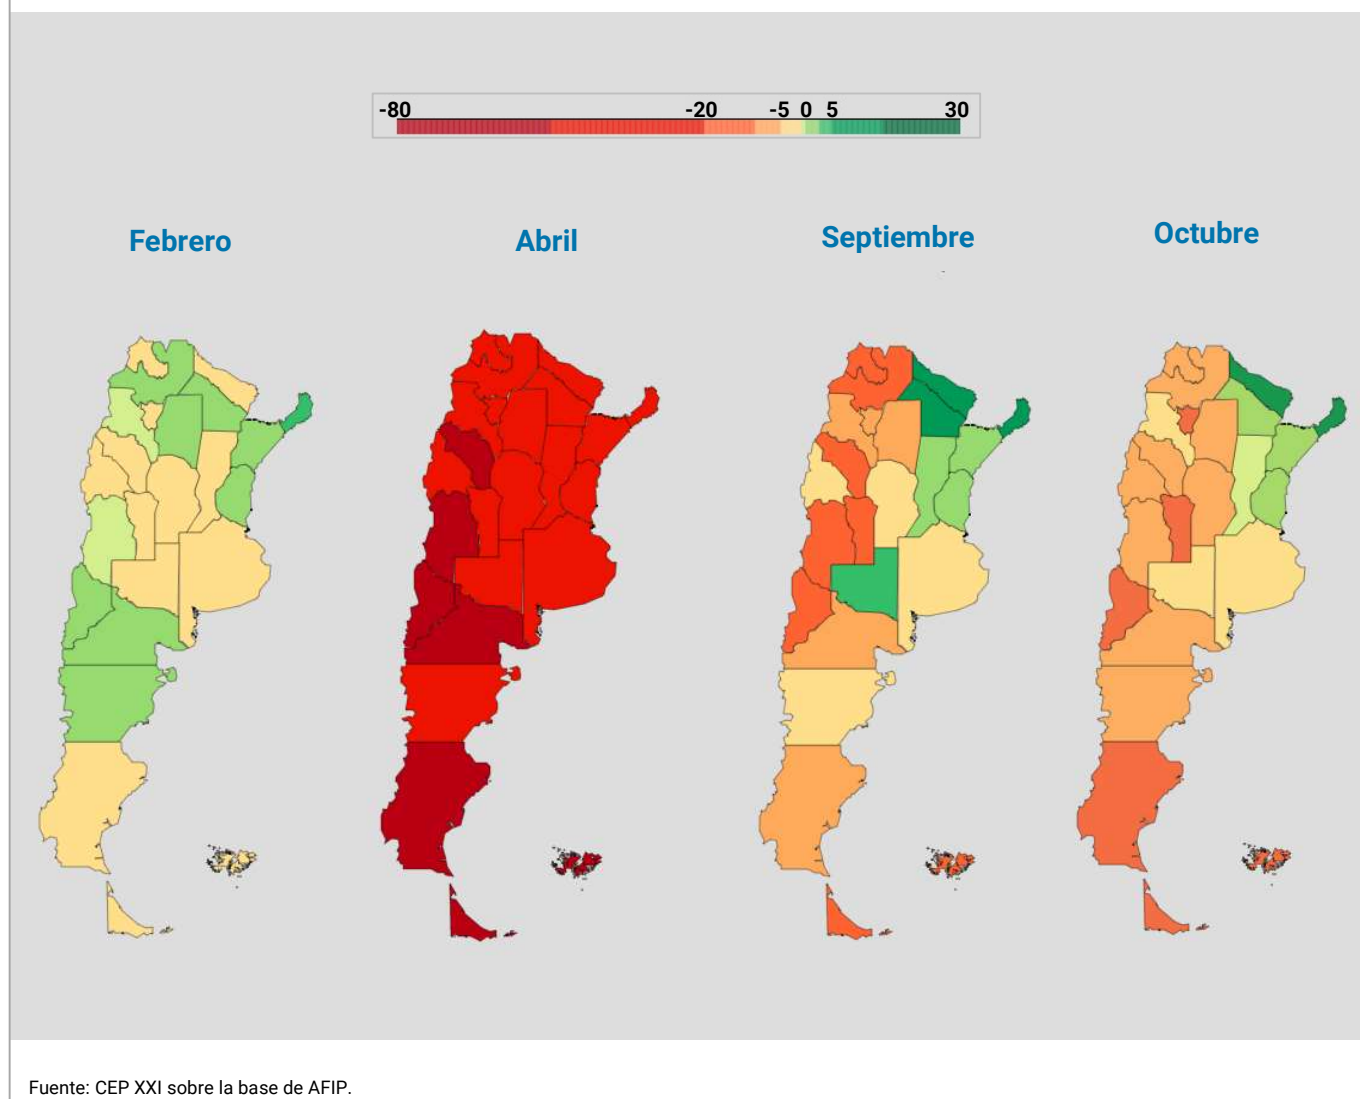 -80 -20 -5 0 5 30
Febrero Abril Septiembre Octubre
Fuente: CEP XXI sobre la base de AFIP.